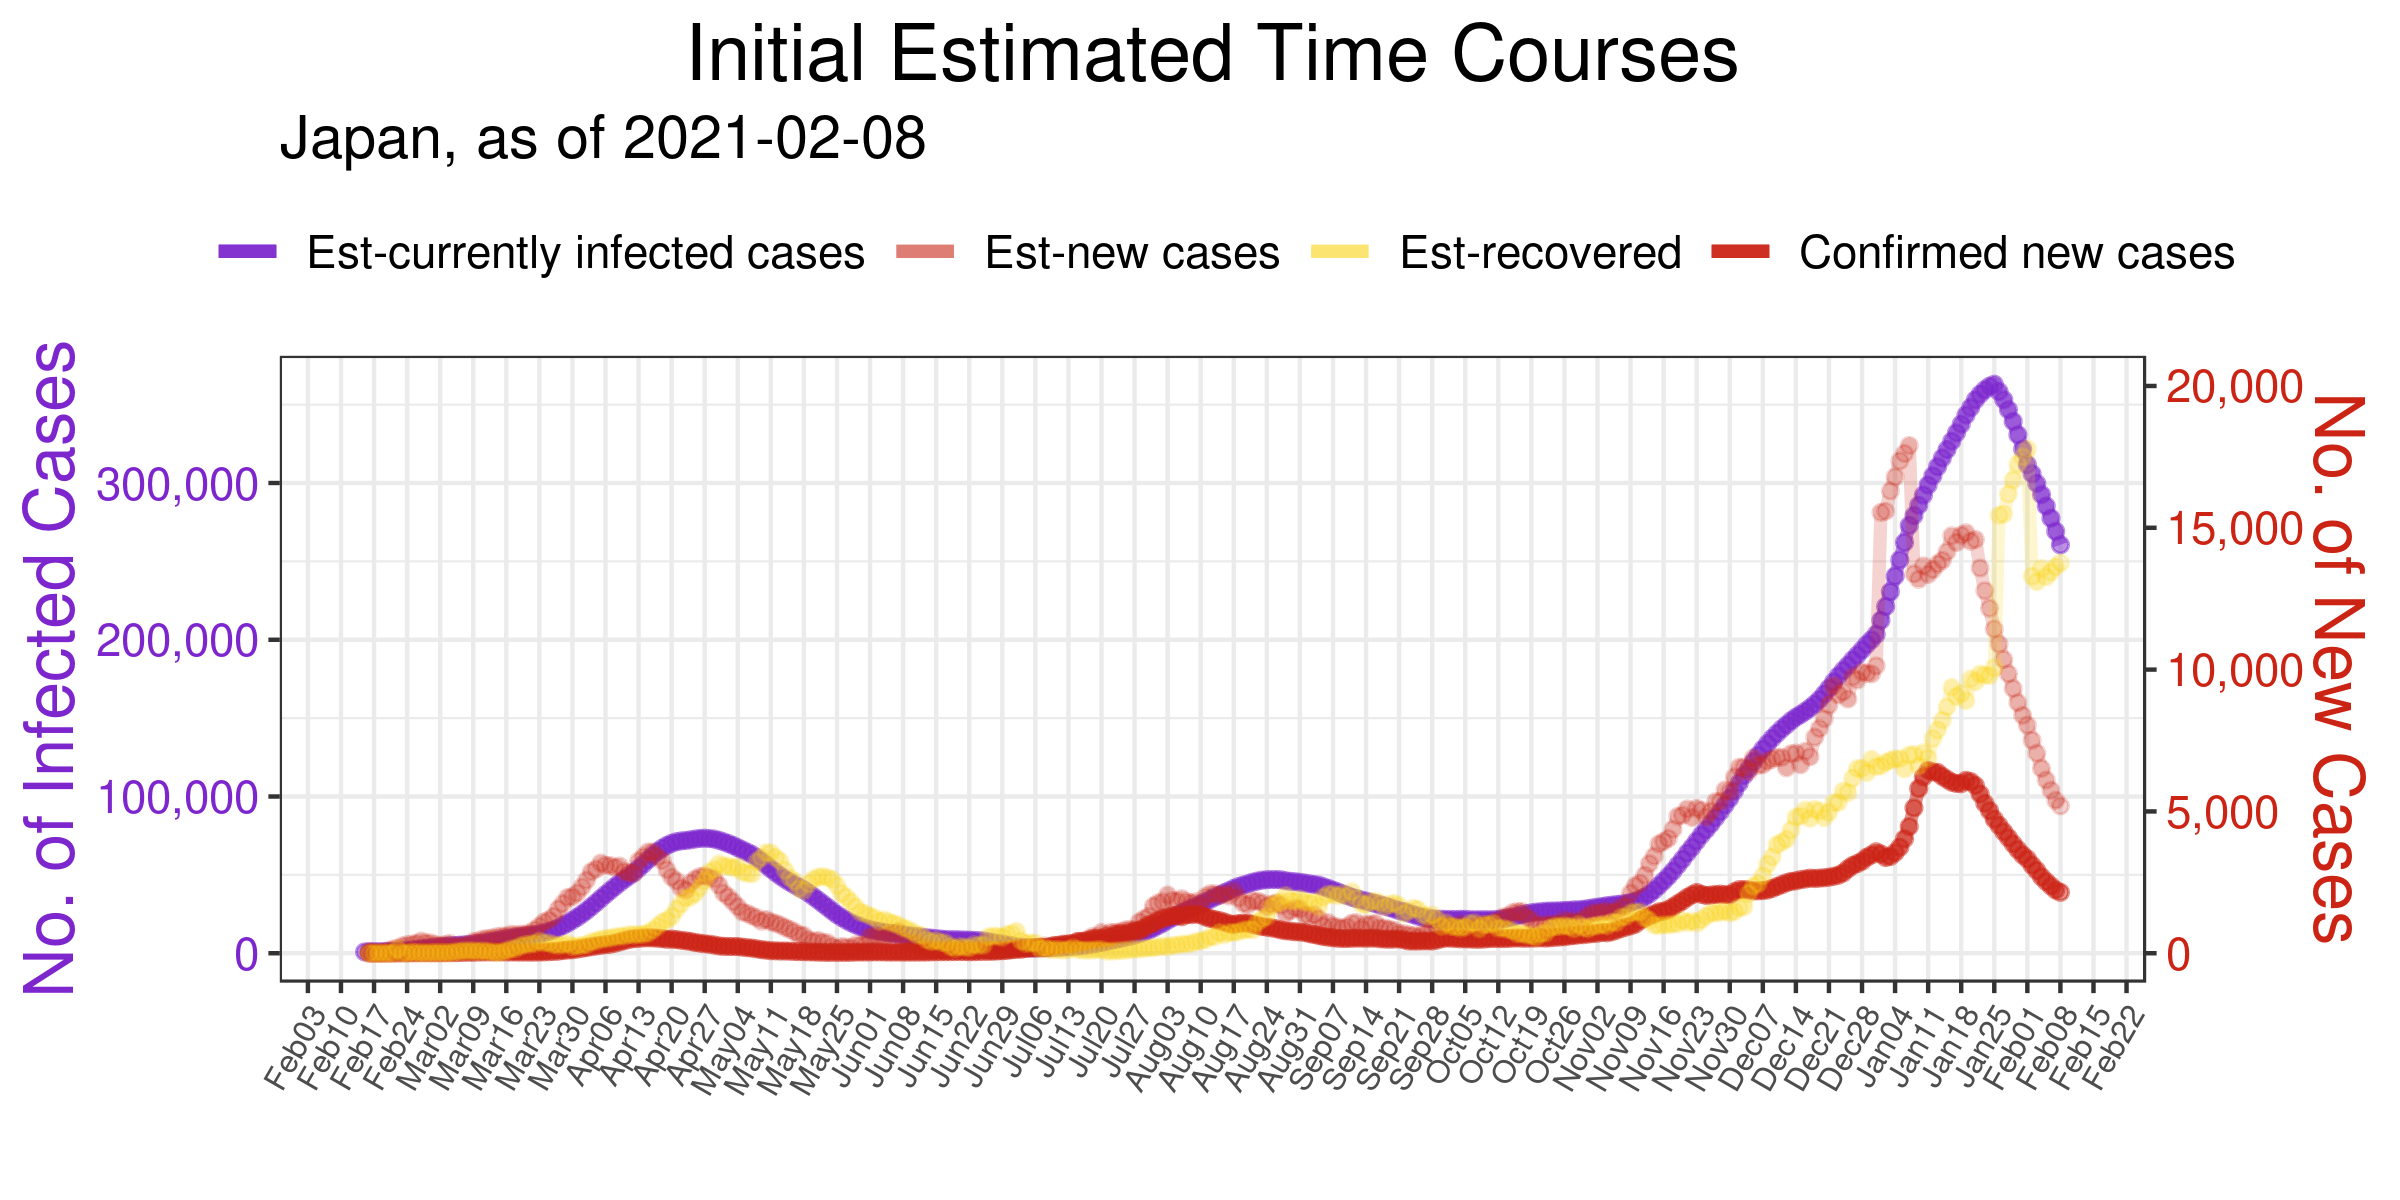 Initial Estimated Time Courses
Japan, as of 2021-02-08
Est-currently infected cases
Est-new cases
Est-recovered
Confirmed new cases
No. of Infected Cases
300,000
200,000
100,000
0
20,000
15,000
10,000
5,000
0
No. of New Cases
Feb03
Feb10
Feb17
Feb24
Mar02
Mar09
Mar16
Mar23
Mar30
Apr06
Apr13
Apr20
Apr27
May04
May11
May18
May25
Jun01
Jun08
Jun15
Jun22
Jun29
Jul06
Jul13
Jul20
Jul27
Aug03
Aug10
Aug17
Aug24
Aug31
Sep07
Sep14
Sep21
Sep28
Oct05
Oct12
Oct19
Oct26
Nov02
Nov09
Nov16
Nov23
Nov30
Dec07
Dec14
Dec21
Dec28
Jan04
Jan11
Jan18
Jan25
Feb01
Feb08
Feb15
Feb22